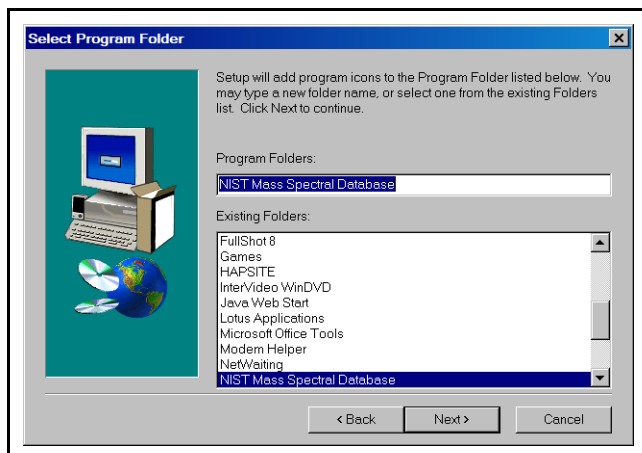 Select Program Folder
Setup will add program icons to the Program Folder listed below. You
may type a new folder name, or select one from the existing Folders
list. Click Next to continue.
Program Folders:
NIST Mass Spectral Database
Existing Folders:
FullShot 8
Games
HAPSITE
InterVideo WinDVD
Java Web Start
Lotus Applications
Microsoft Office Tools
Modem Helper
NetWaiting
NIST Mass Spectral Database
< Back
Next >
Cancel